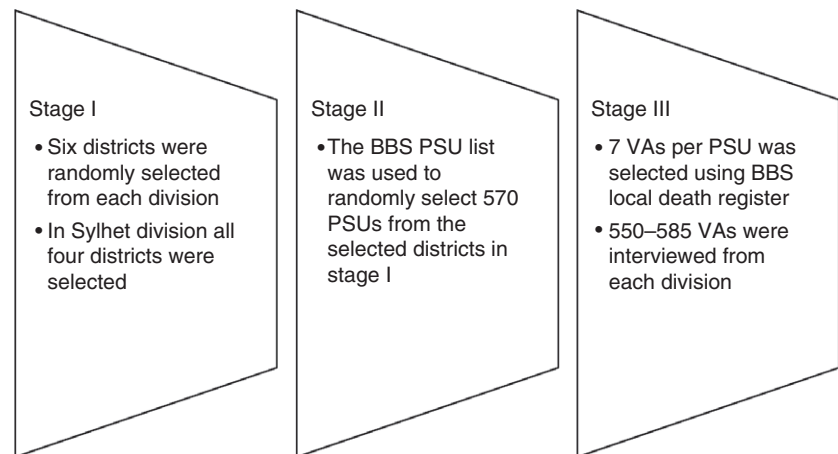 Stage I
• Six districts were
randomly selected
from each division
• In Sylhet division all
four districts were
selected
Stage II
•The BBS PSU list
was used to
randomly select 570
PSUs from the
selected districts in
stage I
Stage III
• 7 VAs per PSU was
selected using BBS
local death register
• 550–585 VAs were
interviewed from
each division